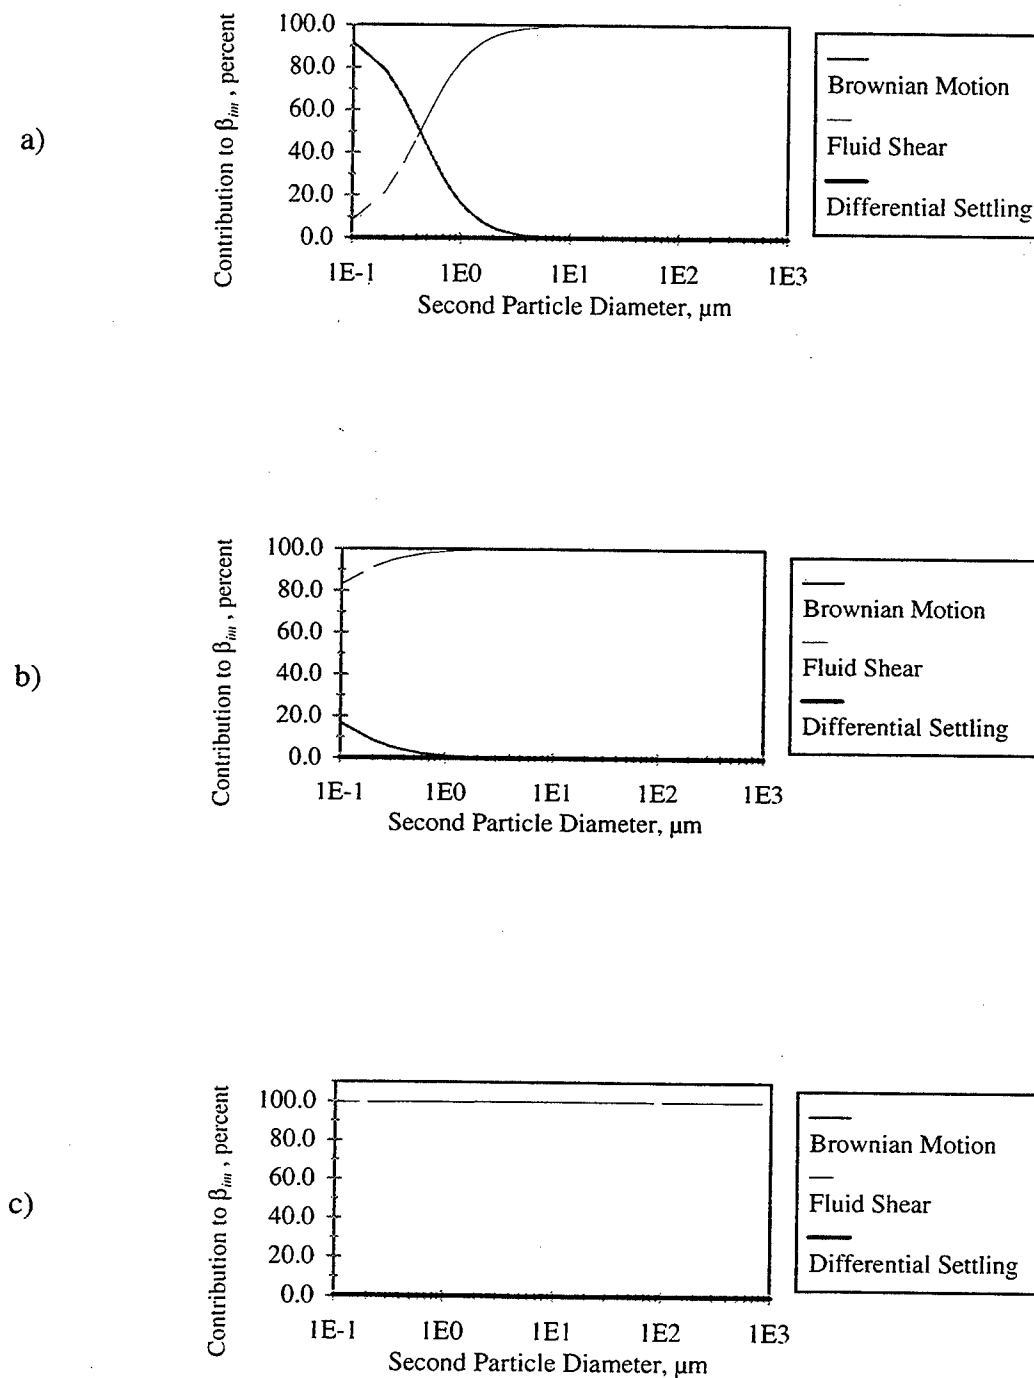 a)
Contribution to βim , percent
100.0
80.0
60.0
40.0
20.0
0.0
1E-1 1E0 1E1 1E2 1E3
Second Particle Diameter, µm
Brownian Motion
Fluid Shear
Differential Settling
b)
Contribution to βim , percent
100.0
80.0
60.0
40.0
20.0
0.0
1E-1 1E0 1E1 1E2 1E3
Second Particle Diameter, µm
Brownian Motion
Fluid Shear
Differential Settling
c)
Contribution to βim , percent
100.0
80.0
60.0
40.0
20.0
0.0
1E-1 1E0 1E1 1E2 1E3
Second Particle Diameter, µm
Brownian Motion
Fluid Shear
Differential Settling